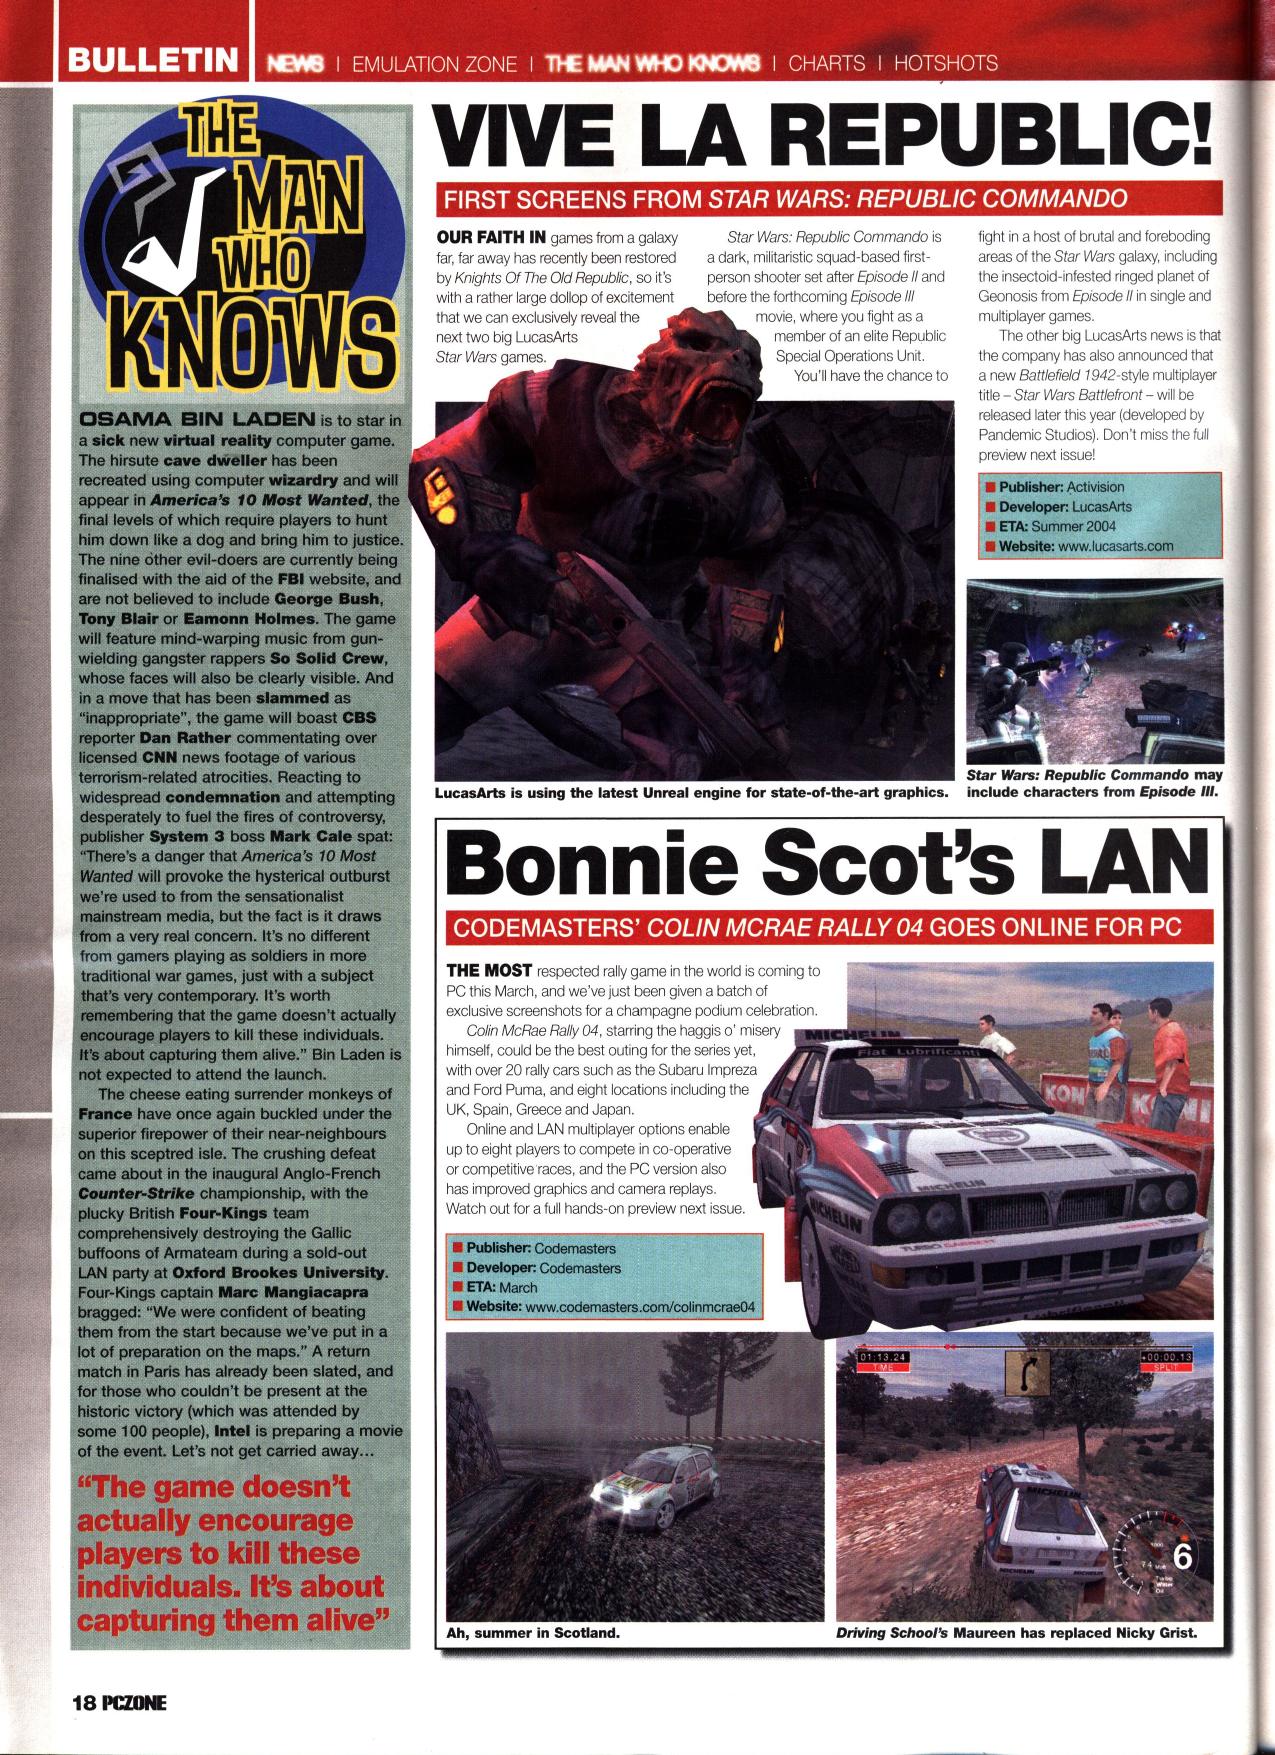 BULLETIN
NEWS | EMULATION ZONE | THE MAN WHO KNOWS | CHARTS | HOTSHOTS
THE
MAN
WHO
KNOWS
OSAMA BIN LADEN is to star in
a sick new virtual reality computer game.
The hirsute cave dweller has been
recreated using computer wizardry and will
appear in America's 10 Most Wanted, the
final levels of which require players to hunt
him down like a dog and bring him to justice.
The nine other evil-doers are currently being
finalised with the aid of the FBI website, and
are not believed to include George Bush,
Tony Blair or Eamonn Holmes. The game
will feature mind-warping music from gun-
wielding gangster rappers So Solid Crew,
whose faces will also be clearly visible. And
in a move that has been slammed as
"inappropriate", the game will boast CBS
reporter Dan Rather commentating over
licensed CNN news footage of various
terrorism-related atrocities. Reacting to
widespread condemnation and attempting
desperately to fuel the fires of controversy,
publisher System 3 boss Mark Cale spat:
"There's a danger that America's 10 Most
Wanted will provoke the hysterical outburst
we're used to from the sensationalist
mainstream media, but the fact is it draws
from a very real concern. It's no different
from gamers playing as soldiers in more
traditional war games, just with a subject
that's very contemporary. It's worth
remembering that the game doesn't actually
encourage players to kill these individuals.
It's about capturing them alive." Bin Laden is
not expected to attend the launch.
The cheese eating surrender monkeys of
France have once again buckled under the
superior firepower of their near-neighbours
on this sceptred isle. The crushing defeat
came about in the inaugural Anglo-French
Counter-Strike championship, with the
plucky British Four-Kings team
comprehensively destroying the Gallic
buffoons of Armateam during a sold-out
LAN party at Oxford Brookes University.
Four-Kings captain Marc Mangiacapra
bragged: "We were confident of beating
them from the start because we've put in a
lot of preparation on the maps." A return
match in Paris has already been slated, and
for those who couldn't be present at the
historic victory (which was attended by
some 100 people), Intel is preparing a movie
of the event. Let's not get carried away...
"The game doesn't
actually encourage
players to kill these
individuals. It's about
capturing them alive"
VIVE LA REPUBLIC!
FIRST SCREENS FROM STAR WARS: REPUBLIC COMMANDO
OUR FAITH IN games from a galaxy
far, far away has recently been restored
by Knights Of The Old Republic, so it's
with a rather large dollop of excitement
that we can exclusively reveal the
next two big LucasArts
Star Wars games.
Star Wars: Republic Commando is
a dark, militaristic squad-based first-
person shooter set after Episode II and
before the forthcoming Episode III
movie, where you fight as a
member of an elite Republic
Special Operations Unit.
You'll have the chance to
fight in a host of brutal and foreboding
areas of the Star Wars galaxy, including
the insectoid-infested ringed planet of
Geonosis from Episode II in single and
multiplayer games.
The other big LucasArts news is that
the company has also announced that
a new Battlefield 1942-style multiplayer
title – Star Wars Battlefront – will be
released later this year (developed by
Pandemic Studios). Don't miss the full
preview next issue!
Publisher: Activision
Developer: LucasArts
ETA: Summer 2004
Website: www.lucasarts.com
LucasArts is using the latest Unreal engine for state-of-the-art graphics.
Star Wars: Republic Commando may
include characters from Episode III.
Bonnie Scot's LAN
CODEMASTERS' COLIN MCRAE RALLY 04 GOES ONLINE FOR PC
THE MOST respected rally game in the world is coming to
PC this March, and we've just been given a batch of
exclusive screenshots for a champagne podium celebration.
Colin McRae Rally 04, starring the haggis o' misery
himself, could be the best outing for the series yet,
with over 20 rally cars such as the Subaru Impreza
and Ford Puma, and eight locations including the
UK, Spain, Greece and Japan.
Online and LAN multiplayer options enable
up to eight players to compete in co-operative
or competitive races, and the PC version also
has improved graphics and camera replays.
Watch out for a full hands-on preview next issue.
Publisher: Codemasters
Developer: Codemasters
ETA: March
Website: www.codemasters.com/colinmcrae04
MICHELIN
Fiat Lubrificanti
KONI
KONI
MICHELIN
MICHELIN
TURBO GARRETT
01:13.24
TIME
+00:00.13
SPLIT
MICHELIN
6
74 MPH
Turbo
Water
Oil
Ah, summer in Scotland.
Driving School's Maureen has replaced Nicky Grist.
18 PCZONE